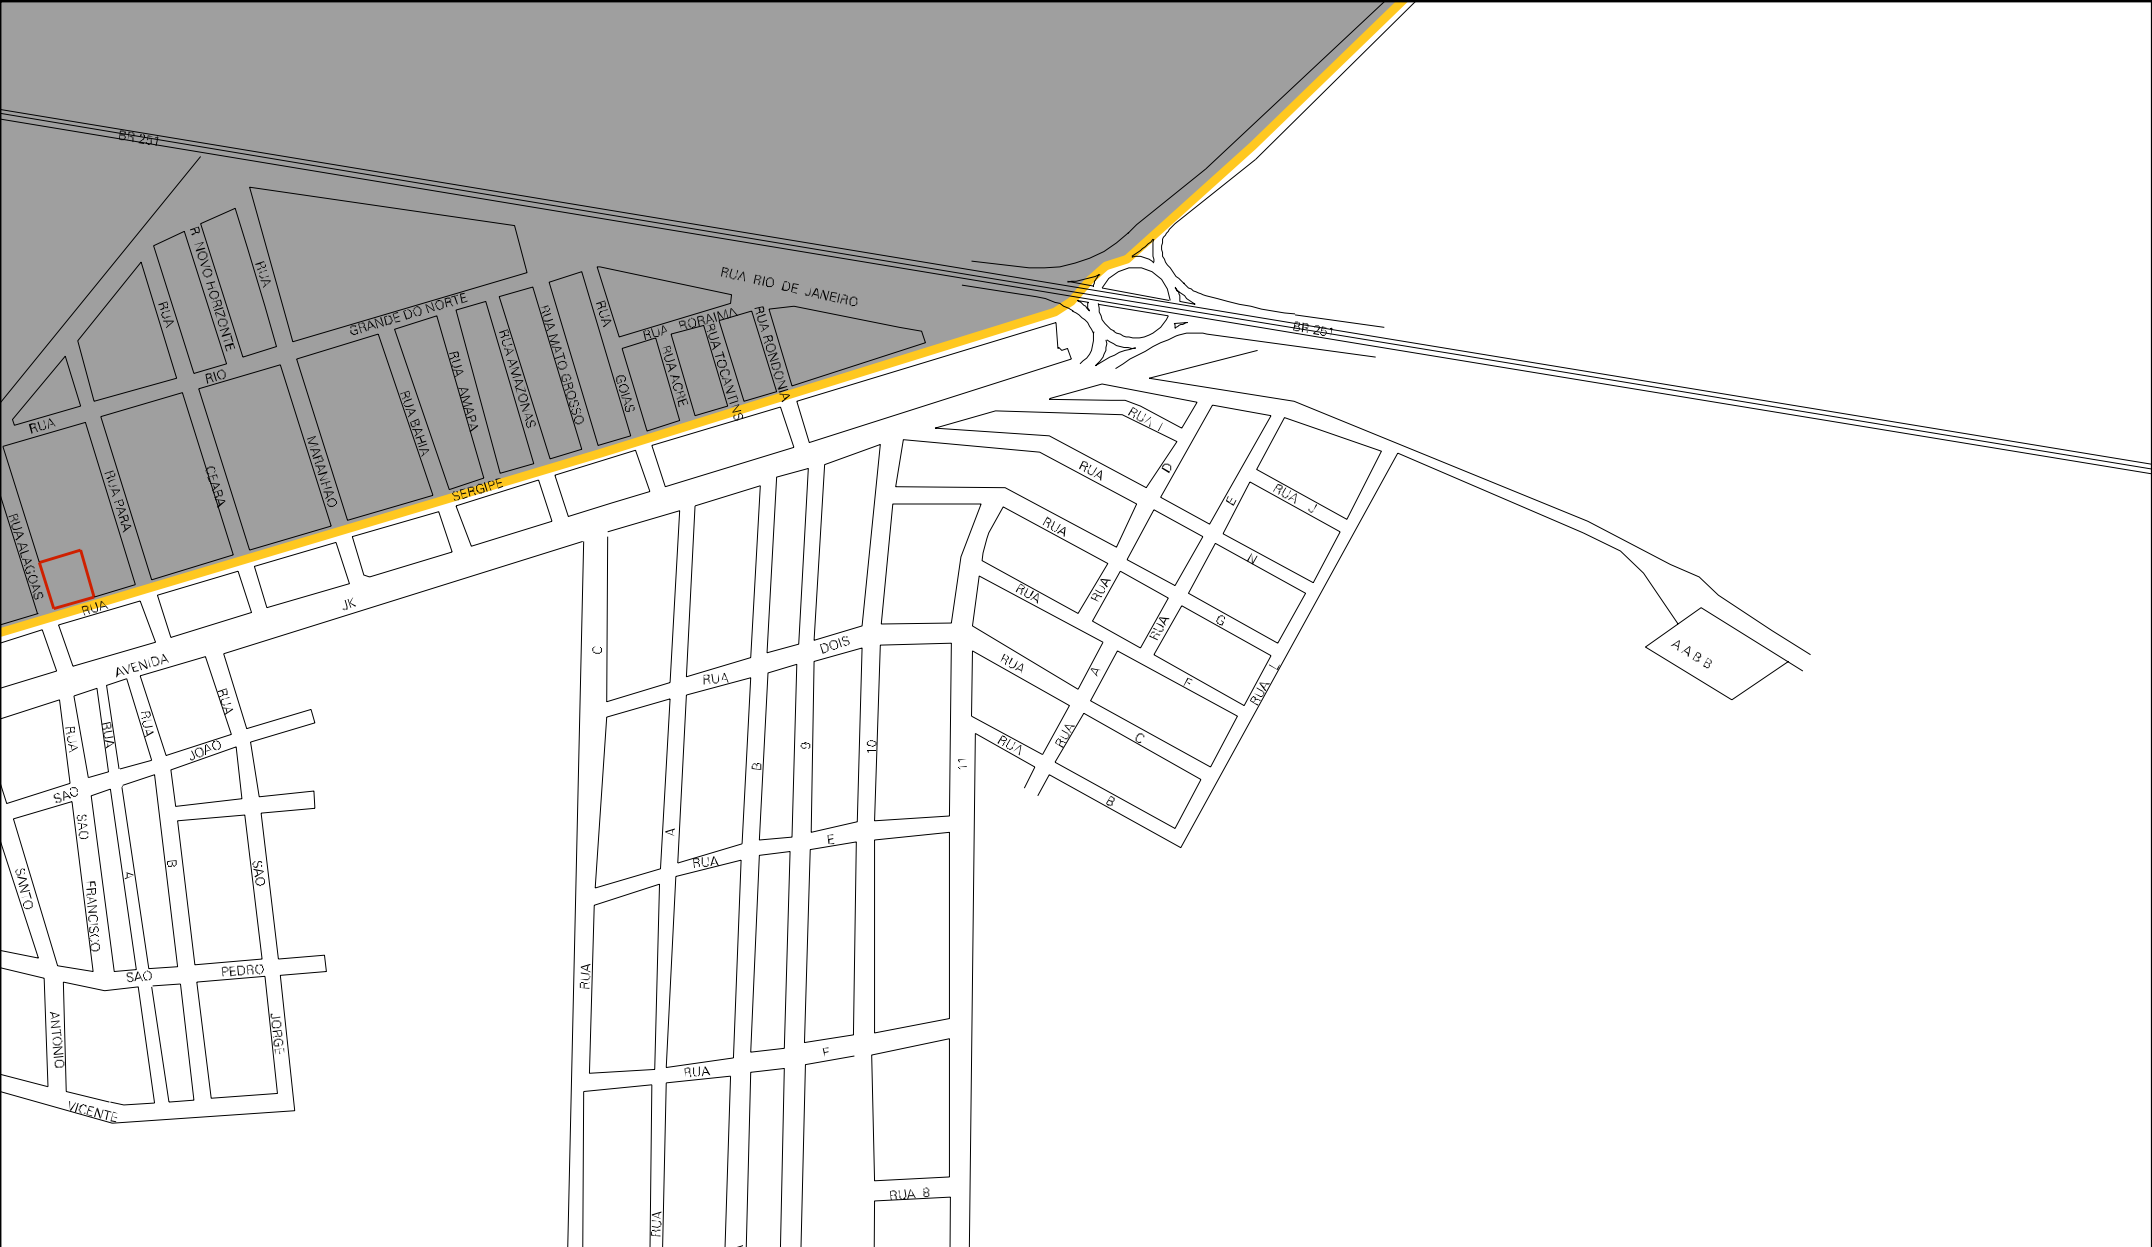 BR 251
R NOVO HORIZONTE
RUA
RUA
RUA RIO DE JANEIRO
GRANDE DO NORTE
RUA
RUA RORAIMA
BR 251
RUA MATO GROSSO
RUA RONDONIA
RUA AMAZONAS
RUA AMAPA
RUA TOCANTINS
RUA ACRE
GOIAS
RIO
RUA
RUA BAHIA
MARANHAO
CEARA
RUA PARA
RUA ALAGOAS
SERGIPE
RUA
JK
AVENIDA
RUA I
RUA
D
E
RUA
J
RUA
N
RUA
RUA
RUA
G
RUA
A
F
RUA L
RUA
RUA
C
B
A A B B
C
DOIS
RUA
RUA
RUA
RUA
RUA
JOAO
SAO
SAO
9
10
11
B
A
E
RUA
SANTO
FRANCISCO
4
B
SAO
SAO
PEDRO
RUA
ANTONIO
JORGE
F
RUA
VICENTE
RUA 8
RUA